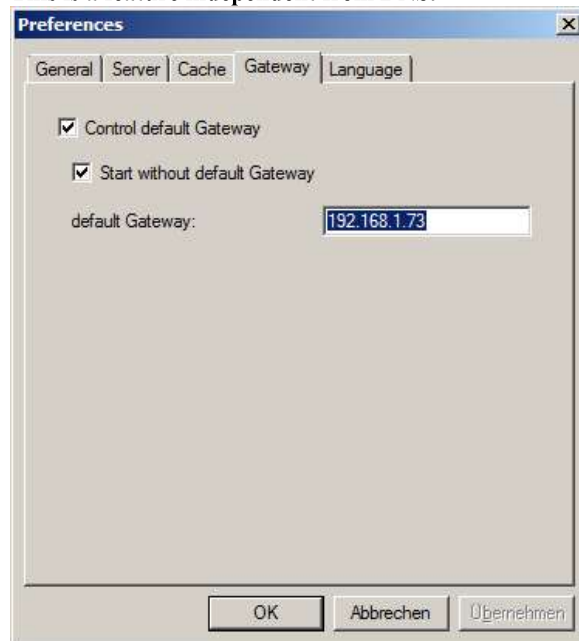 Preferences
General Server Cache Gateway Language
Control default Gateway
Start without default Gateway
default Gateway: 192.168.1.73
OK Abbrechen Übernehmen